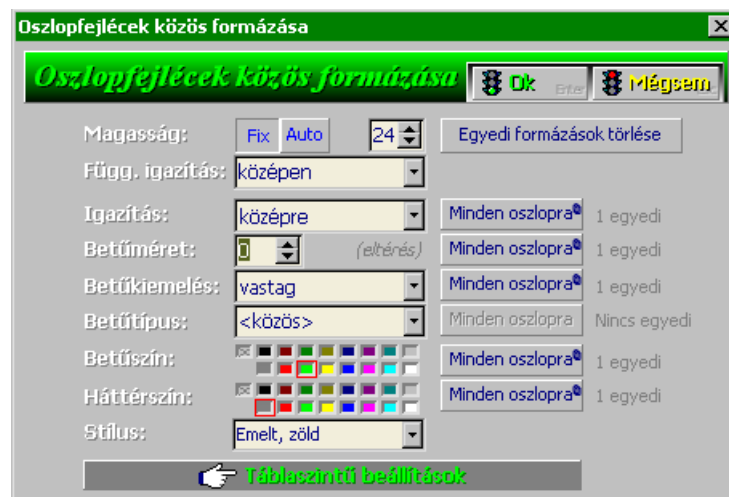 Oszlopfejlécek közös formázása
Oszlopfejlécek közös formázása Ok Enter Mégsem
Magasság: Fix Auto 24 Egyedi formázások törlése
Függ. igazítás: középen
Igazítás: középre Minden oszlopra 1 egyedi
Betűméret: 0 (eltérés) Minden oszlopra 1 egyedi
Betűkiemelés: vastag Minden oszlopra 1 egyedi
Betűtípus: <közös> Minden oszlopra Nincs egyedi
Betűszín: Minden oszlopra 1 egyedi
Háttérszín: Minden oszlopra 1 egyedi
Stílus: Emelt, zöld
Táblaszintű beállítások